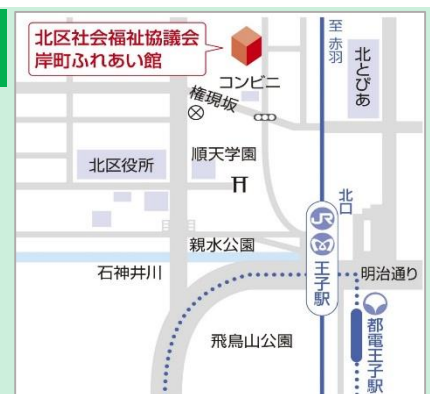 北区社会福祉協議会
岸町ふれあい館
至
赤羽
北とぴあ
コンビニ
権現坂
順天学園
北区役所
北口
JR
親水公園
石神井川
王子駅
明治通り
飛鳥山公園
都電王子駅